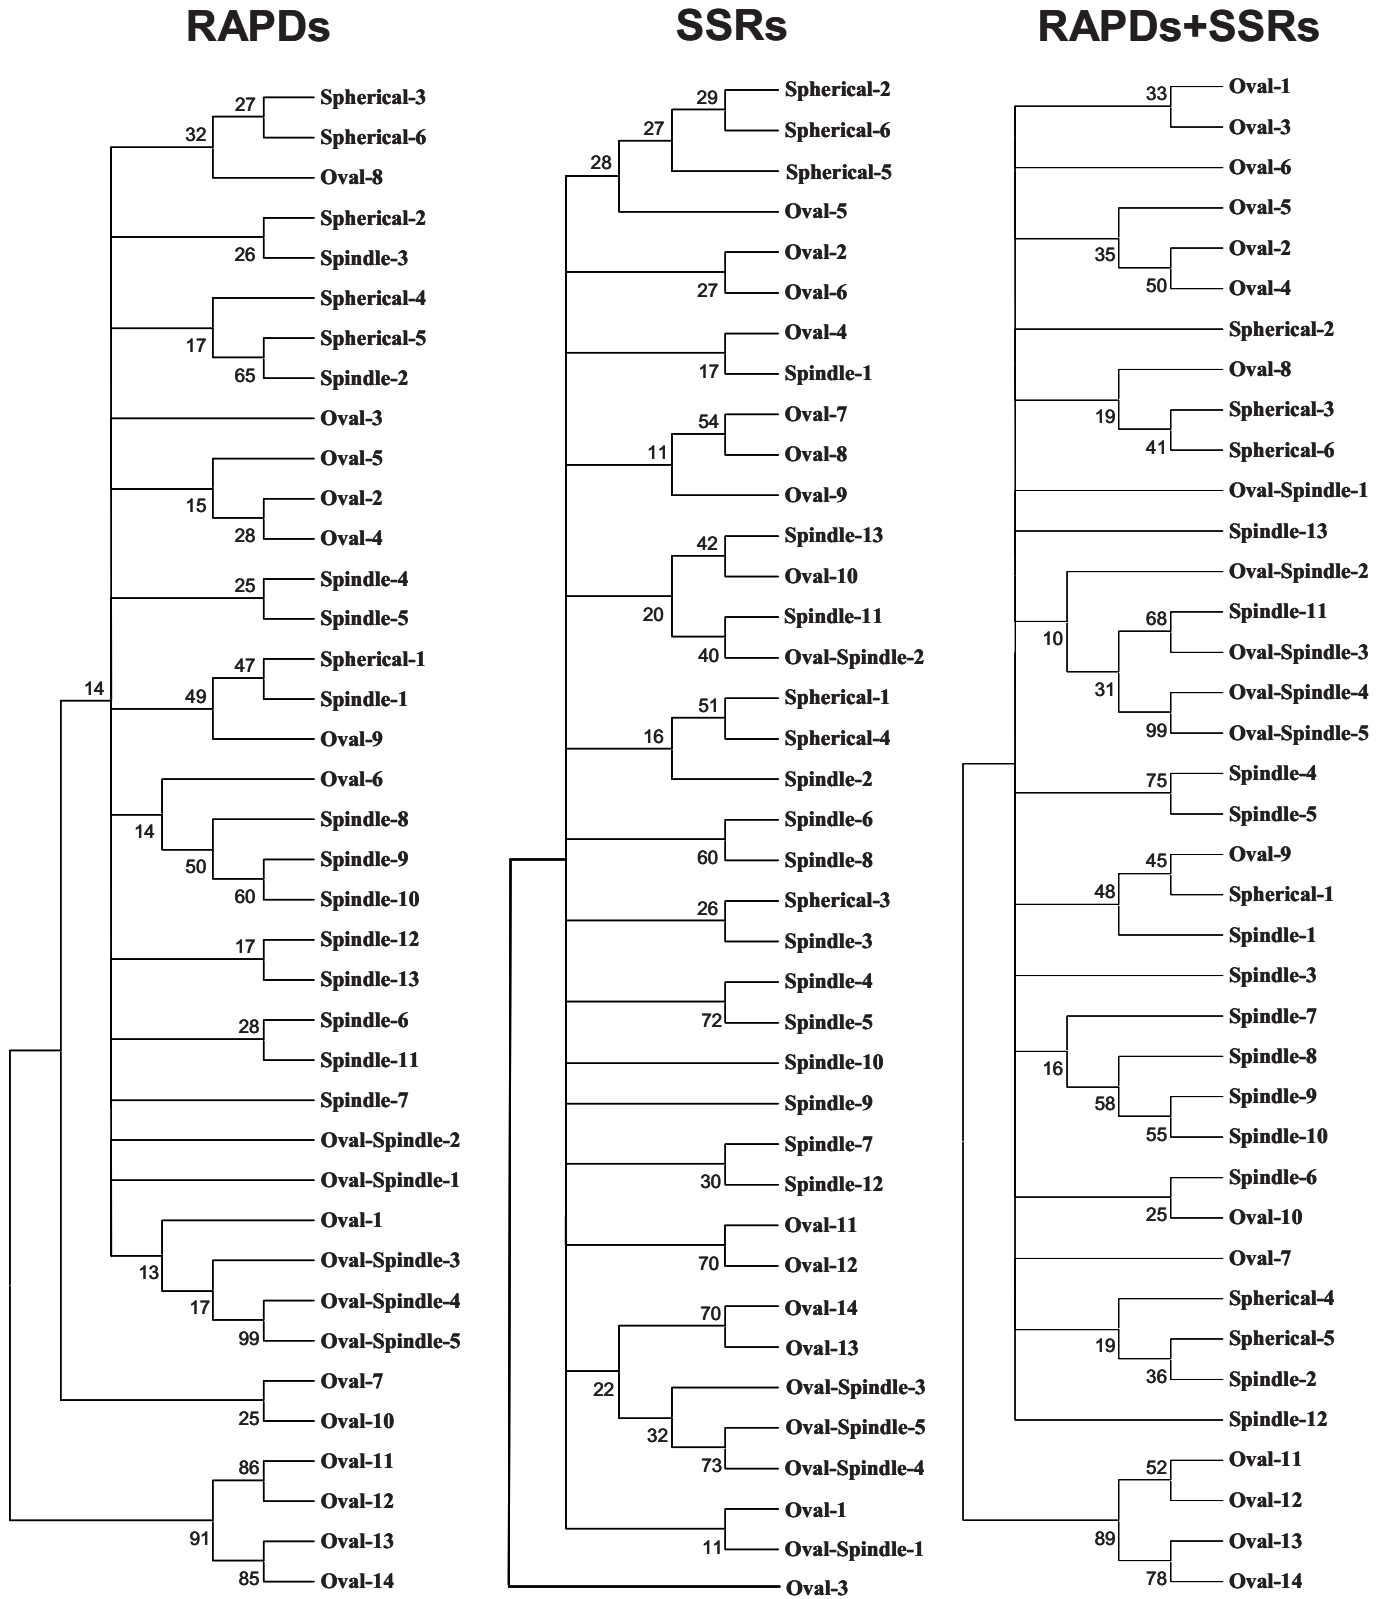 RAPDs
27
Spherical-3
32
Spherical-6
Oval-8
Spherical-2
26
Spindle-3
Spherical-4
17
Spherical-5
65
Spindle-2
Oval-3
Oval-5
15
Oval-2
28
Oval-4
25
Spindle-4
Spindle-5
47
Spherical-1
14
49
Spindle-1
Oval-9
Oval-6
14
Spindle-8
50
Spindle-9
60
Spindle-10
17
Spindle-12
Spindle-13
28
Spindle-6
Spindle-11
Spindle-7
Oval-Spindle-2
Oval-Spindle-1
Oval-1
13
Oval-Spindle-3
17
Oval-Spindle-4
99
Oval-Spindle-5
Oval-7
25
Oval-10
86
Oval-11
Oval-12
91
Oval-13
85
Oval-14
SSRs
29
Spherical-2
27
Spherical-6
28
Spherical-5
Oval-5
Oval-2
27
Oval-6
Oval-4
17
Spindle-1
54
Oval-7
11
Oval-8
Oval-9
42
Spindle-13
Oval-10
20
Spindle-11
40
Oval-Spindle-2
51
Spherical-1
16
Spherical-4
Spindle-2
Spindle-6
60
Spindle-8
26
Spherical-3
Spindle-3
Spindle-4
72
Spindle-5
Spindle-10
Spindle-9
Spindle-7
30
Spindle-12
Oval-11
70
Oval-12
70
Oval-14
Oval-13
22
Oval-Spindle-3
32
Oval-Spindle-5
73
Oval-Spindle-4
Oval-1
11
Oval-Spindle-1
Oval-3
RAPDs+SSRs
33
Oval-1
Oval-3
Oval-6
Oval-5
35
Oval-2
50
Oval-4
Spherical-2
Oval-8
19
Spherical-3
41
Spherical-6
Oval-Spindle-1
Spindle-13
Oval-Spindle-2
10
68
Spindle-11
Oval-Spindle-3
31
Oval-Spindle-4
99
Oval-Spindle-5
75
Spindle-4
Spindle-5
45
Oval-9
48
Spherical-1
Spindle-1
Spindle-3
Spindle-7
16
Spindle-8
58
Spindle-9
55
Spindle-10
Spindle-6
25
Oval-10
Oval-7
Spherical-4
19
Spherical-5
36
Spindle-2
Spindle-12
52
Oval-11
Oval-12
89
Oval-13
78
Oval-14